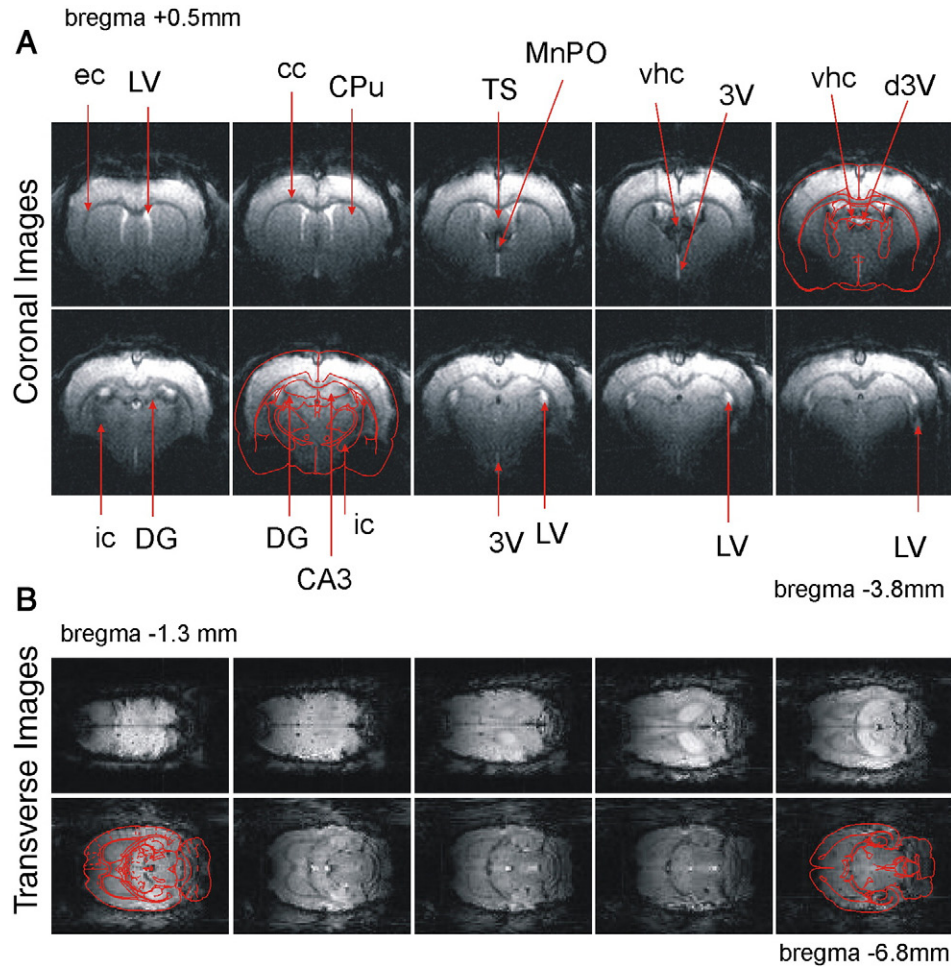 bregma +0.5mm
A
ec LV cc CPu TS MnPO vhc 3V vhc d3V
Coronal Images
ic DG DG CA3 ic 3V LV LV LV
bregma -3.8mm
B
bregma -1.3 mm
Transverse Images
bregma -6.8mm